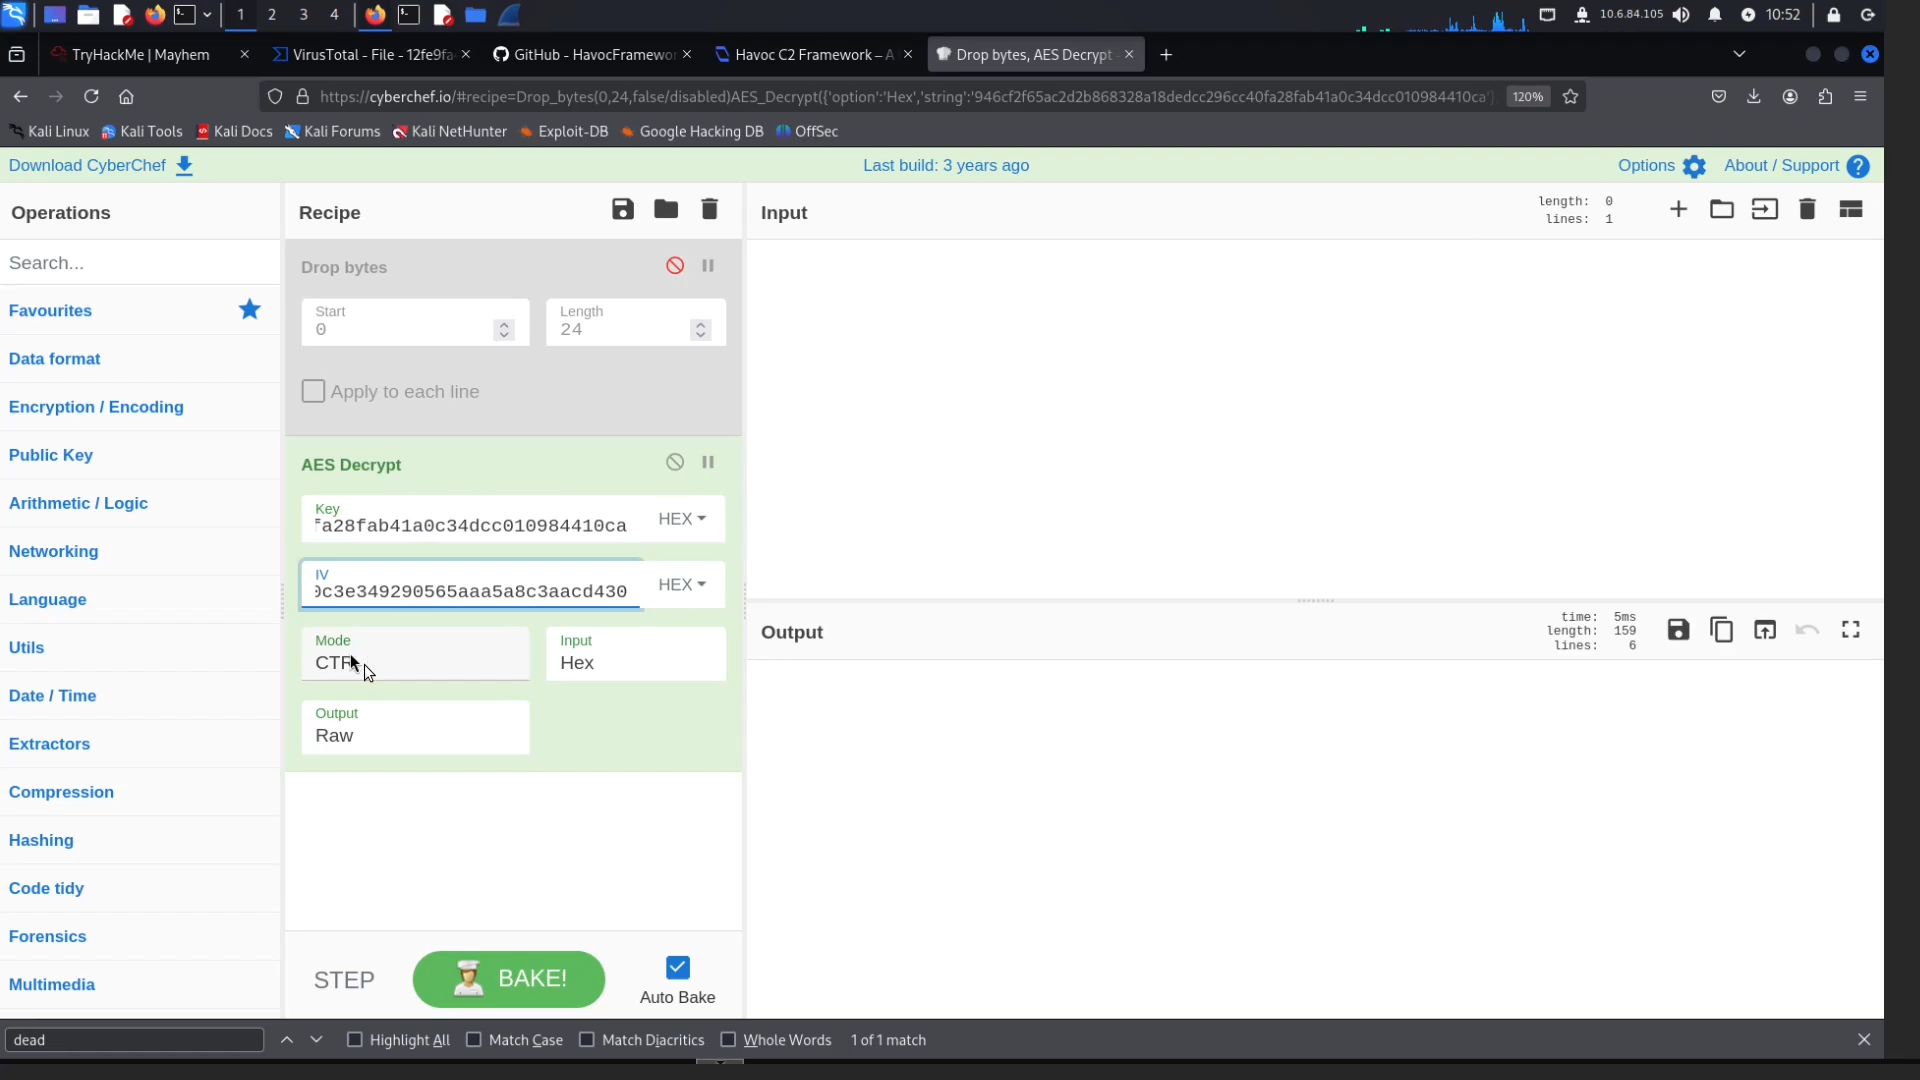 1 2 3 4 10.6.84.105 10:52
TryHackMe | Mayhem
VirusTotal - File - 12fe9fa
GitHub - HavocFramewor
Havoc C2 Framework – A
Drop bytes, AES Decrypt
https://cyberchef.io/#recipe=Drop_bytes(0,24,false/disabled)AES_Decrypt({'option':'Hex','string':'946cf2f65ac2d2b868328a18dedcc296cc40fa28fab41a0c34dcc010984410ca'} 120%
Kali Linux Kali Tools Kali Docs Kali Forums Kali NetHunter Exploit-DB Google Hacking DB OffSec
Download CyberChef Last build: 3 years ago Options About / Support
Operations
Search...
Favourites
Data format
Encryption / Encoding
Public Key
Arithmetic / Logic
Networking
Language
Utils
Date / Time
Extractors
Compression
Hashing
Code tidy
Forensics
Multimedia
Recipe
Drop bytes
Start
0
Length
24
Apply to each line
AES Decrypt
Key
fa28fab41a0c34dcc010984410ca HEX
IV
0c3e349290565aaa5a8c3aacd430 HEX
Mode
CTR
Input
Hex
Output
Raw
STEP BAKE! Auto Bake
Input
length: 0
lines: 1
Output
time: 5ms
length: 159
lines: 6
dead Highlight All Match Case Match Diacritics Whole Words 1 of 1 match